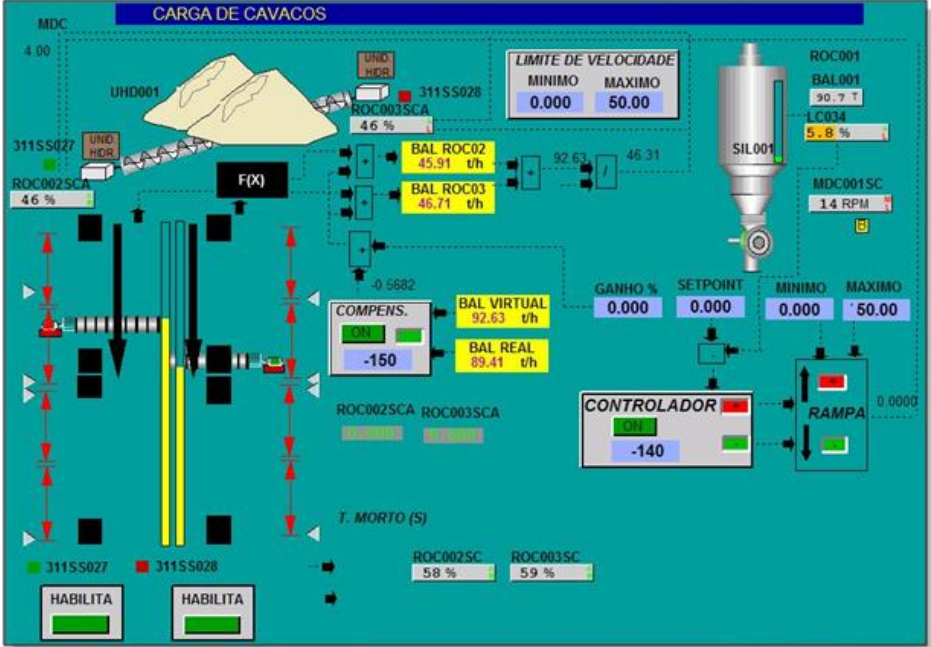 CARGA DE CAVACOS
MDC
4.00
UNID.
HIDR
UHD001
311SS028
ROC003SCA
46 %
LIMITE DE VELOCIDADE
MINIMO MAXIMO
0.000 50.00
ROC001
BAL001
90.7 T
LC034
5.8 %
SIL001
311SS027
UNID
HIDR
ROC002SCA
46 %
F(X)
+
BAL ROC02
45.91 t/h
+
BAL ROC03
46.71 t/h
+
92.63
/
46.31
MDC001SC
14 RPM
+
-0.5682
COMPENS.
ON
-150
BAL VIRTUAL
92.63 t/h
BAL REAL
89.41 t/h
GANHO % SETPOINT MINIMO MAXIMO
0.000 0.000 0.000 50.00
-
CONTROLADOR
ON
-140
RAMPA
0.0000
ROC002SCA ROC003SCA
T. MORTO (S)
ROC002SC ROC003SC
58 % 59 %
311SS027 311SS028
HABILITA HABILITA